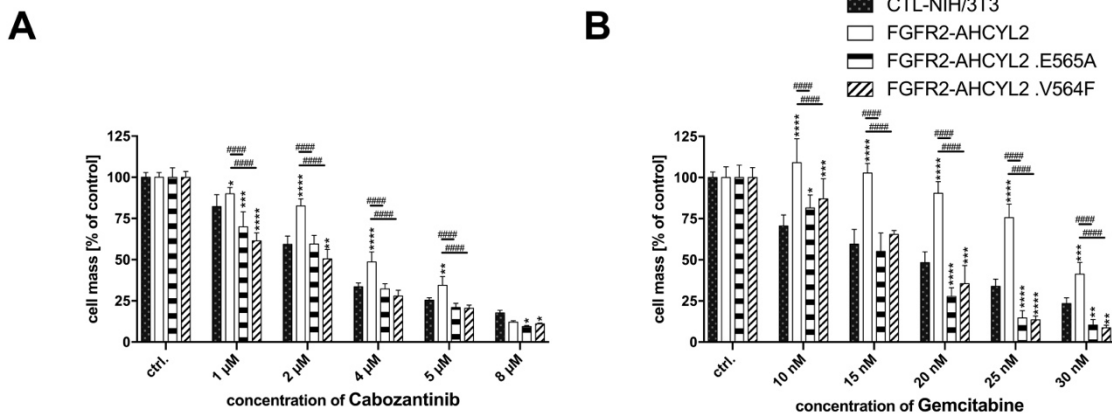 A
B
CTL-NIH/3T3
FGFR2-AHCYL2
FGFR2-AHCYL2 .E565A
FGFR2-AHCYL2 .V564F
cell mass [% of control]
125
100
75
50
25
0
#### #### #### #### #### #### #### ####
* *** ****
**** **
****
**
* *
ctrl. 1 µM 2 µM 4 µM 5 µM 8 µM
concentration of Cabozantinib
cell mass [% of control]
125
100
75
50
25
0
#### #### #### #### #### #### #### #### #### ####
**** * ***
****
**** **** ***
**** **** ****
*** ** **
ctrl. 10 nM 15 nM 20 nM 25 nM 30 nM
concentration of Gemcitabine